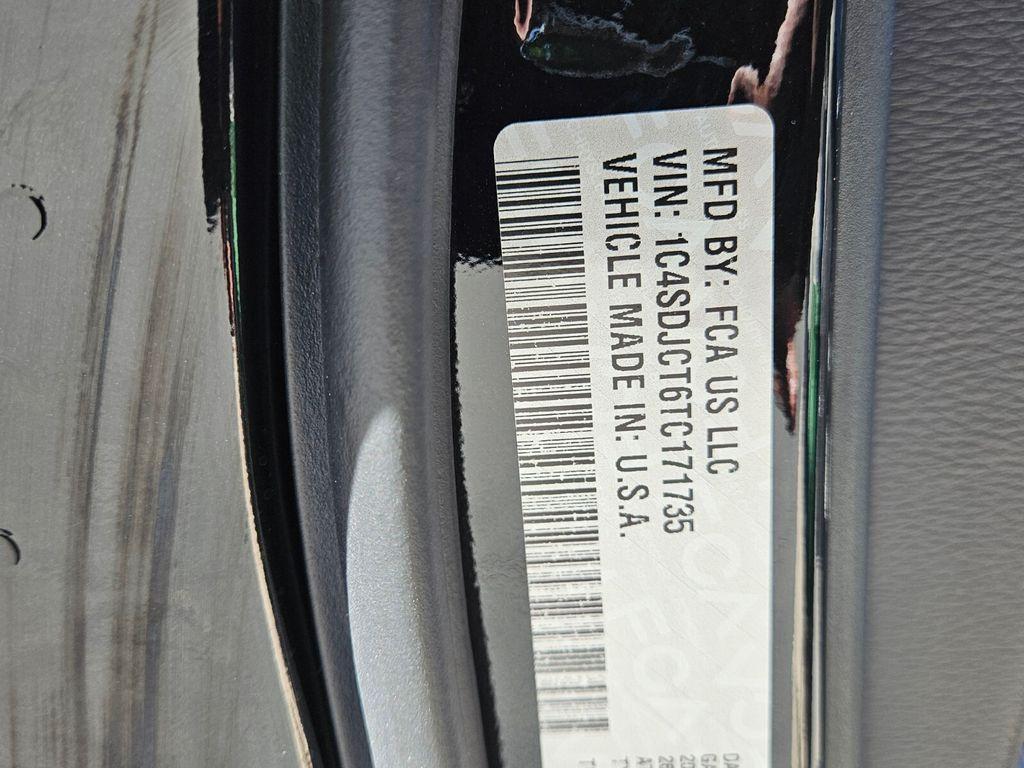 MFD BY: FCA US LLC
VIN: 1C4SDJCT6TC171735
VEHICLE MADE IN: U.S.A.